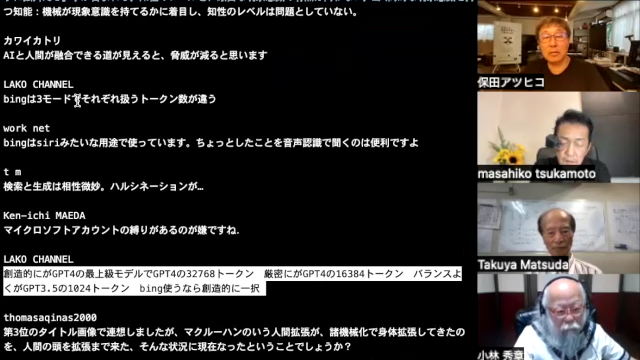 つ知能：機械が現象意識を持てるかに着目し、知性のレベルは問題としていない。
カワイカトリ
AIと人間が融合できる道が見えると、脅威が減ると思います
LAKO CHANNEL
bingは3モードでそれぞれ扱うトークン数が違う
work net
bingはsiriみたいな用途で使っています。ちょっとしたことを音声認識で聞くのは便利ですよ
t m
検索と生成は相性微妙。ハルシネーションが…
Ken-ichi MAEDA
マイクロソフトアカウントの縛りがあるのが嫌ですね.
LAKO CHANNEL
創造的にがGPT4の最上級モデルでGPT4の32768トークン　厳密にがGPT4の16384トークン　バランスよ
くがGPT3.5の1024トークン　bing使うなら創造的に一択
thomasaqinas2000
第3位のタイトル画像で連想しましたが、マクルーハンのいう人間拡張が、諸機械化で身体拡張してきたの
を、人間の頭を拡張まで来た、そんな状況に現在なったということでしょうか？
保田アツヒコ
masahiko tsukamoto
Takuya Matsuda
小林 秀章